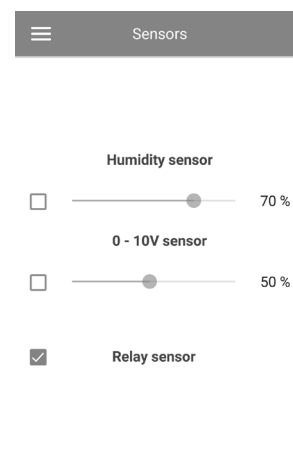 Sensors
Humidity sensor
70 %
0 - 10V sensor
50 %
Relay sensor